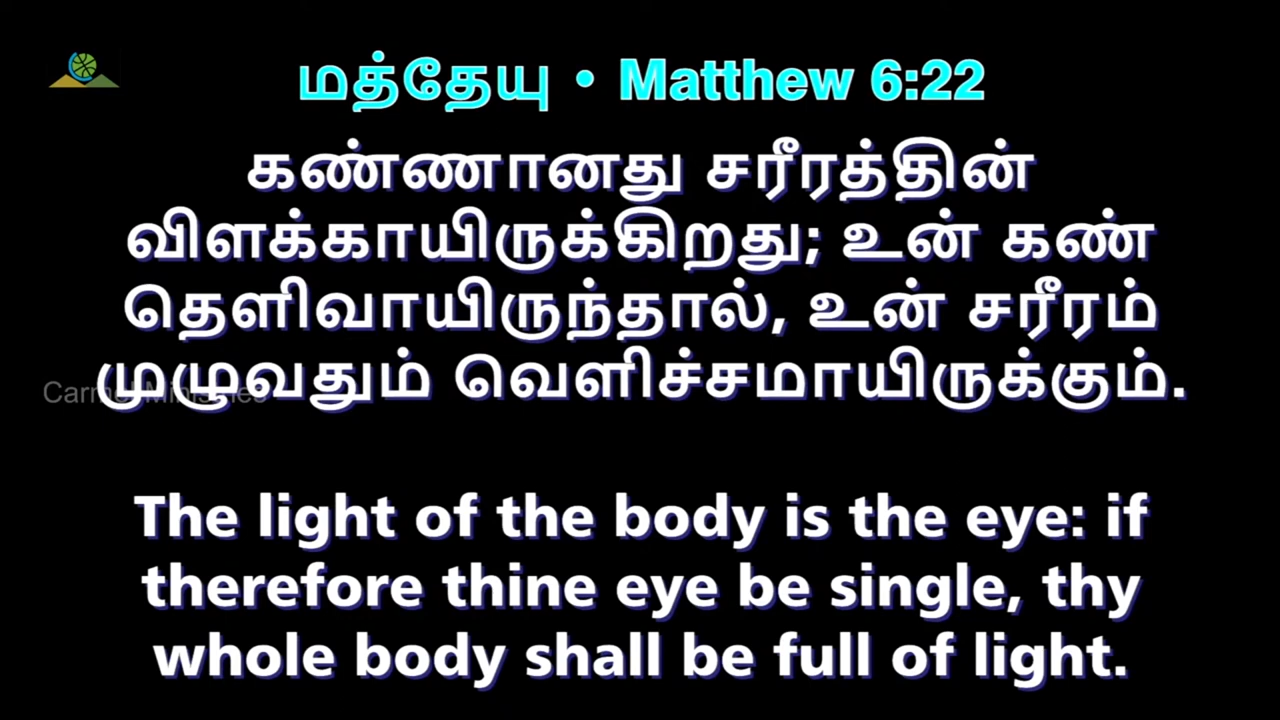 மத்தேயு • Matthew 6:22
கண்ணானது சரீரத்தின்
விளக்காயிருக்கிறது; உன் கண்
தெளிவாயிருந்தால், உன் சரீரம்
முழுவதும் வெளிச்சமாயிருக்கும்.
Carmel Ministries
The light of the body is the eye: if
therefore thine eye be single, thy
whole body shall be full of light.